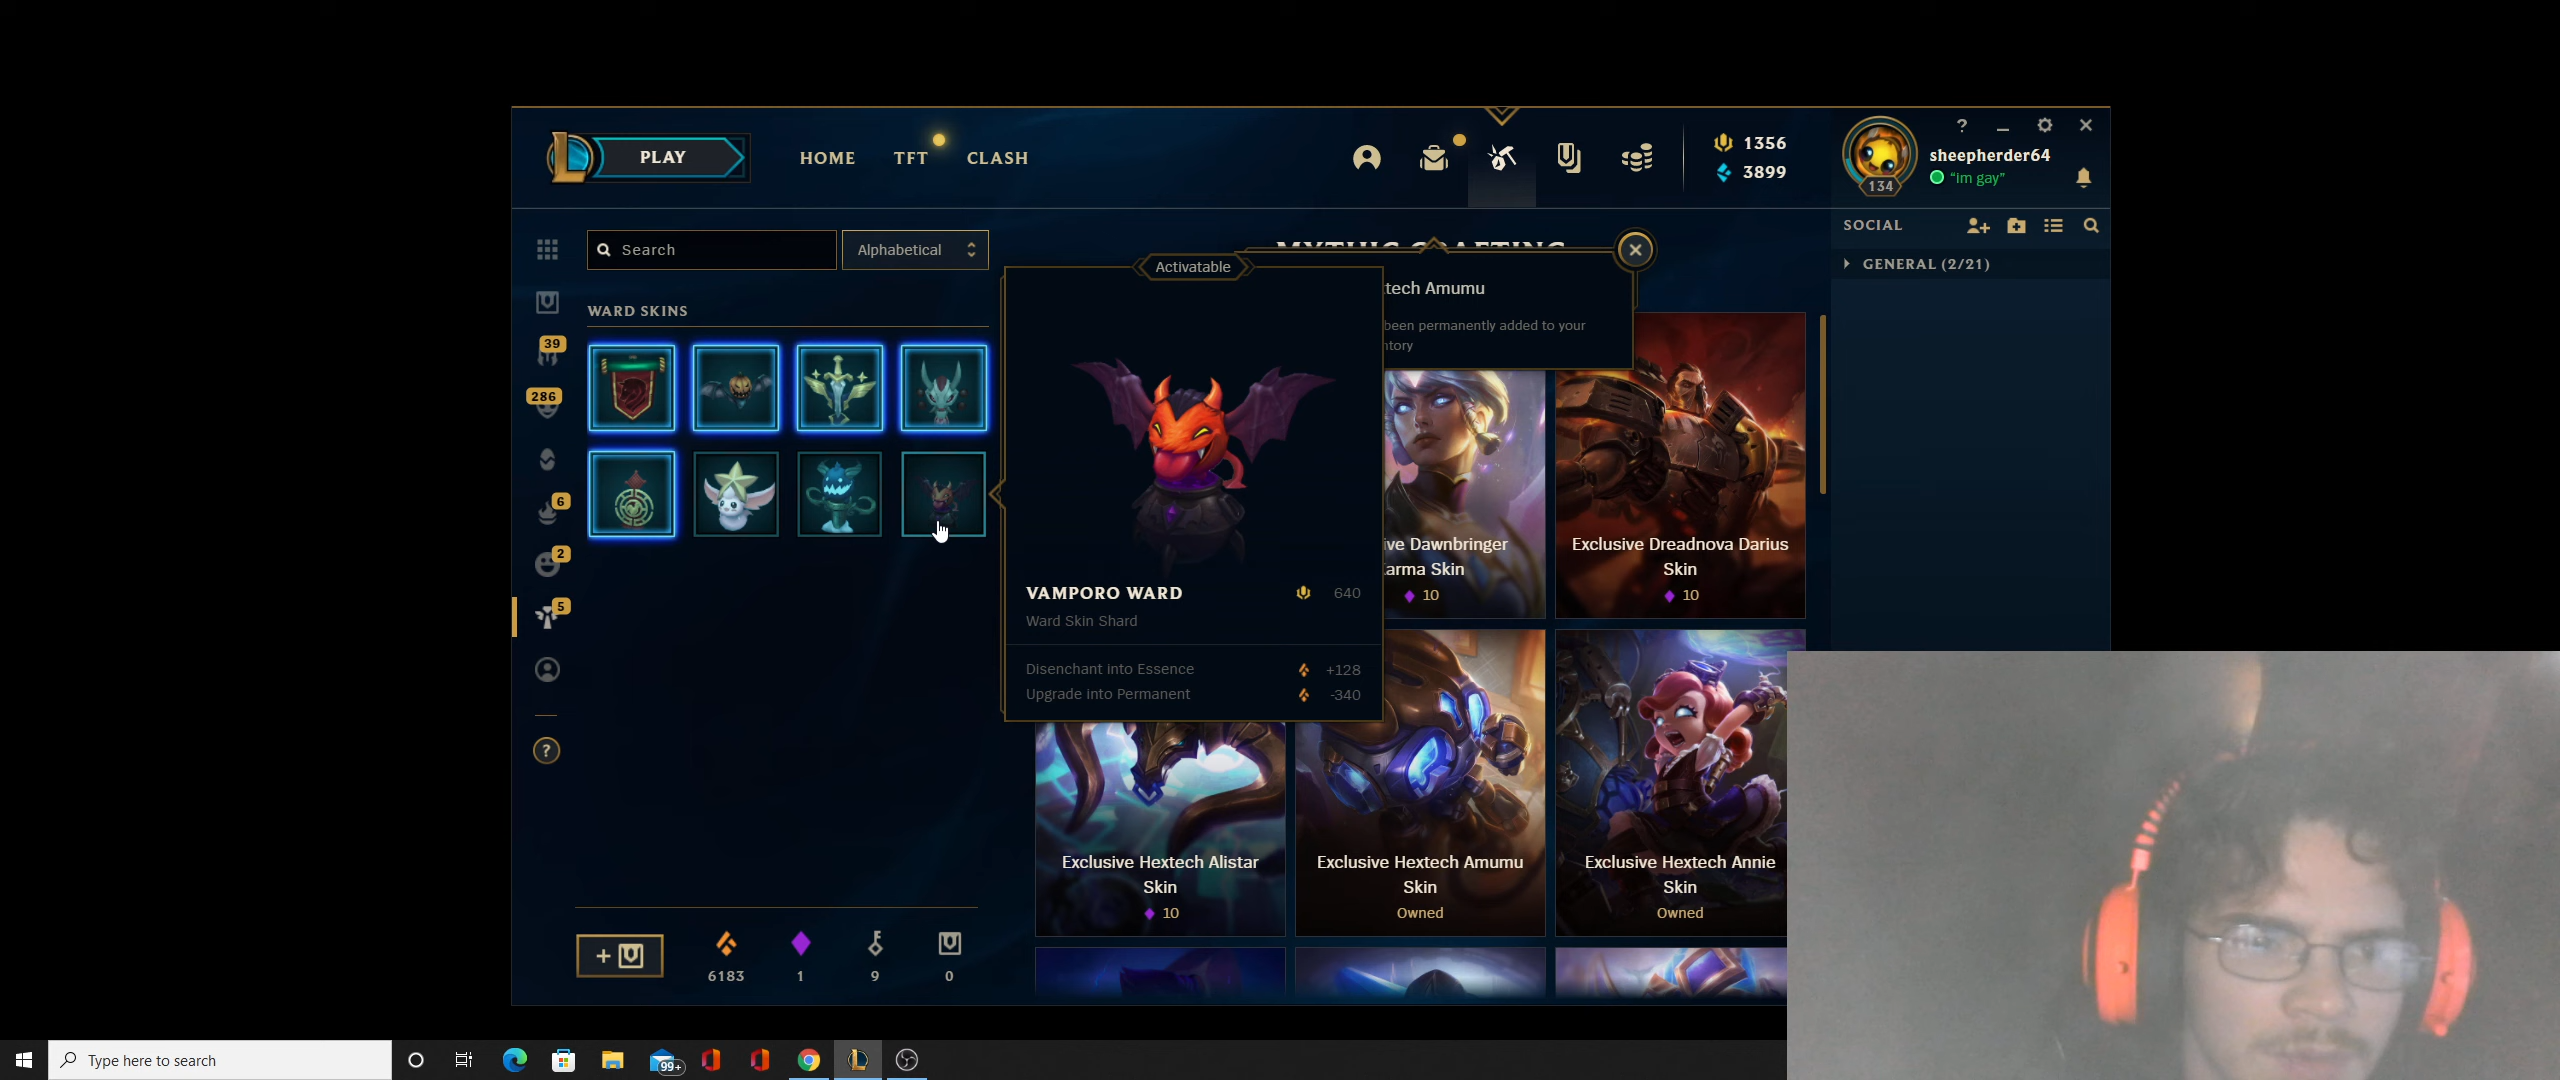 PLAY
HOME
TFT
CLASH
1356
3899
134
?
sheepherder64
"im gay"
SOCIAL
GENERAL (2/21)
Search
Alphabetical
WARD SKINS
39
286
6
2
5
?
Activatable
VAMPORO WARD
640
Ward Skin Shard
Disenchant into Essence
+128
Upgrade into Permanent
-340
MYTHIC CRAFTING
tech Amumu
been permanently added to your
ntory
ive Dawnbringer
Karma Skin
10
Exclusive Dreadnova Darius
Skin
10
Exclusive Hextech Alistar
Skin
10
Exclusive Hextech Amumu
Skin
Owned
Exclusive Hextech Annie
Skin
Owned
6183
1
9
0
Type here to search
99+